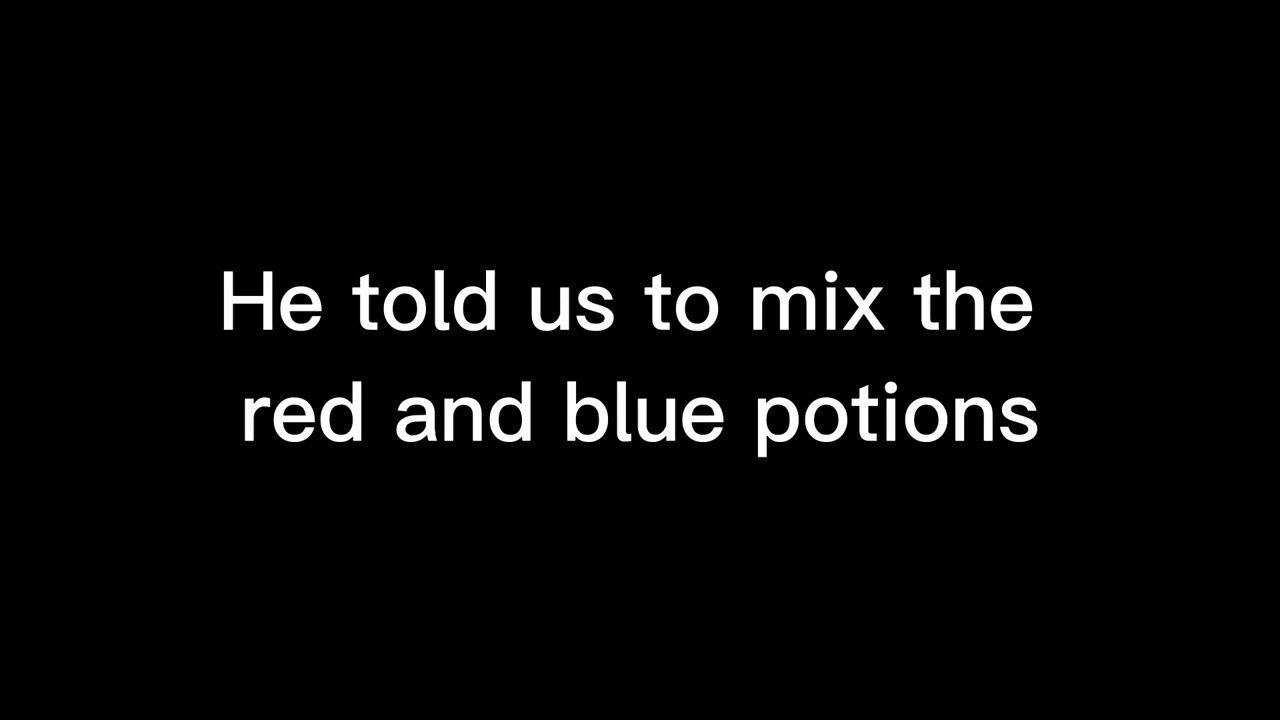 He told us to mix the
red and blue potions